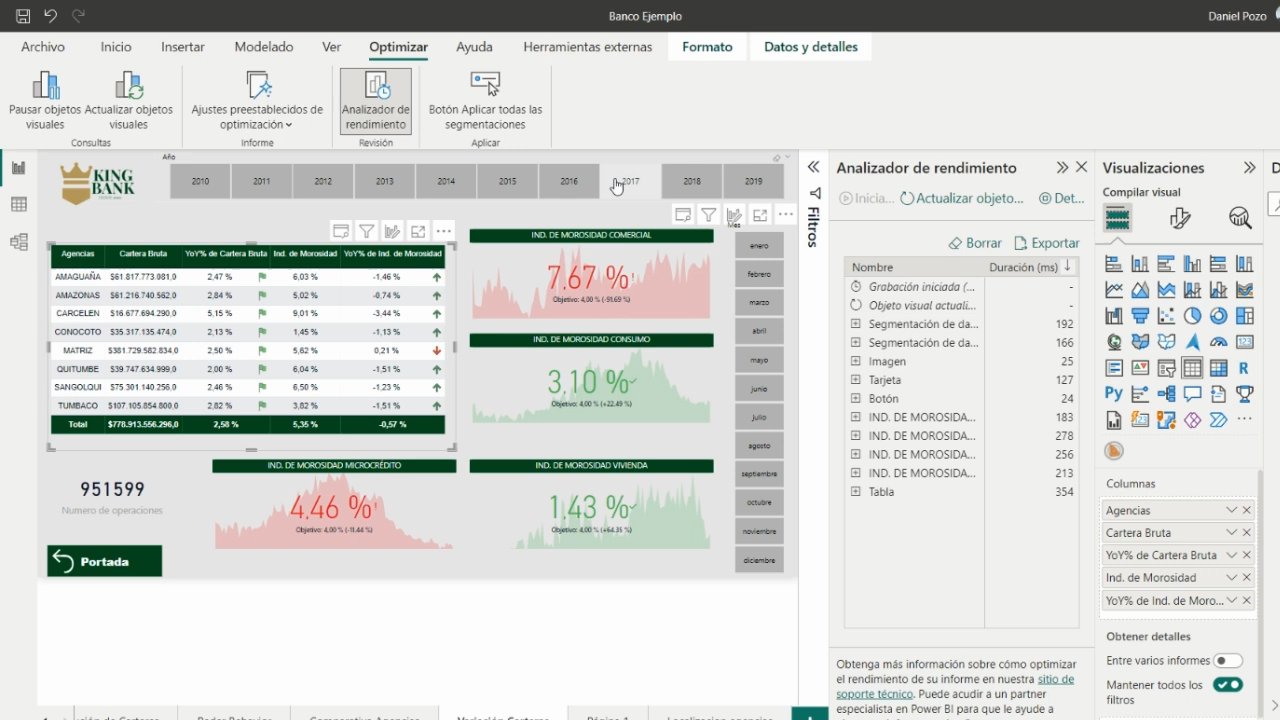 Banco Ejemplo
Daniel Pozo
Archivo Inicio Insertar Modelado Ver Optimizar Ayuda Herramientas externas Formato Datos y detalles
Pausar objetos visuales
Actualizar objetos visuales
Ajustes preestablecidos de optimización
Analizador de rendimiento
Botón Aplicar todas las segmentaciones
Consultas Informe Revisión Aplicar
KING BANK
Año
2010 2011 2012 2013 2014 2015 2016 2017 2018 2019
Mes
enero
febrero
marzo
abril
mayo
junio
julio
agosto
septiembre
octubre
noviembre
diciembre
Agencias Cartera Bruta YoY% de Cartera Bruta Ind. de Morosidad YoY% de Ind. de Morosidad
AMAGUAÑA $61.817.773.081,0 2,47 % 6,03 % -1,46 %
AMAZONAS $61.216.740.562,0 2,84 % 5,02 % -0,74 %
CARCELEN $16.677.694.290,0 5,15 % 9,01 % -3,44 %
CONOCOTO $35.317.135.474,0 2,13 % 1,45 % -1,13 %
MATRIZ $381.729.582.834,0 2,50 % 5,62 % 0,21 %
QUITUMBE $39.747.634.999,0 2,00 % 6,04 % -1,51 %
SANGOLQUI $75.301.140.256,0 2,46 % 6,50 % -1,23 %
TUMBACO $107.105.854.800,0 2,82 % 3,82 % -1,51 %
Total $778.913.556.296,0 2,58 % 5,35 % -0,57 %
IND. DE MOROSIDAD COMERCIAL
7,67 %!
Objetivo: 4,00 % (-91.69 %)
IND. DE MOROSIDAD CONSUMO
3,10 %
Objetivo: 4,00 % (+22.49 %)
IND. DE MOROSIDAD MICROCRÉDITO
4,46 %!
Objetivo: 4,00 % (-11.44 %)
IND. DE MOROSIDAD VIVIENDA
1,43 %
Objetivo: 4,00 % (+64.35 %)
951599
Numero de operaciones
Portada
Filtros
Analizador de rendimiento
Inicia... Actualizar objeto... Det...
Borrar Exportar
Nombre Duración (ms)
Grabación iniciada (... -
Objeto visual actuali... -
Segmentación de da... 192
Segmentación de da... 166
Imagen 25
Tarjeta 127
Botón 24
IND. DE MOROSIDA... 183
IND. DE MOROSIDA... 278
IND. DE MOROSIDA... 256
IND. DE MOROSIDA... 213
Tabla 354
Obtenga más información sobre cómo optimizar
el rendimiento de su informe en nuestra sitio de
soporte técnico. Puede acudir a un partner
especialista en Power BI para que le ayude a
Visualizaciones
Compilar visual
R
Py
123
Columnas
Agencias
Cartera Bruta
YoY% de Cartera Bruta
Ind. de Morosidad
YoY% de Ind. de Moro...
Obtener detalles
Entre varios informes
Mantener todos los
filtros